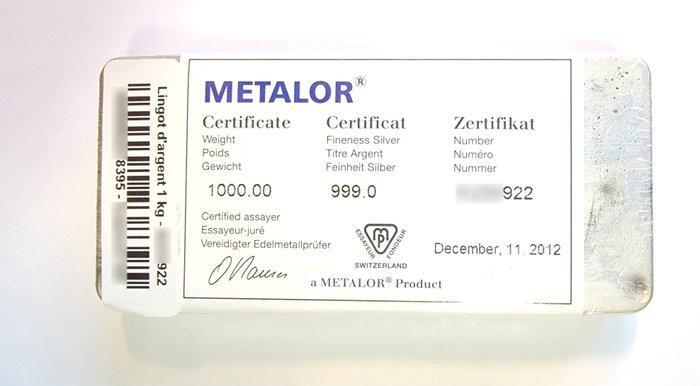 METALOR®
Certificate Certificat Zertifikat
Weight Fineness Silver Number
Poids Titre Argent Numéro
Gewicht Feinheit Silber Nummer
1000.00 999.0 922
Certified assayer
Essayeur-juré
Vereidigter Edelmetallprüfer
ESSAYEUR FONDEUR
MP
SWITZERLAND
December, 11. 2012
a METALOR® Product
Lingot d'argent 1 kg - 922
8395 -